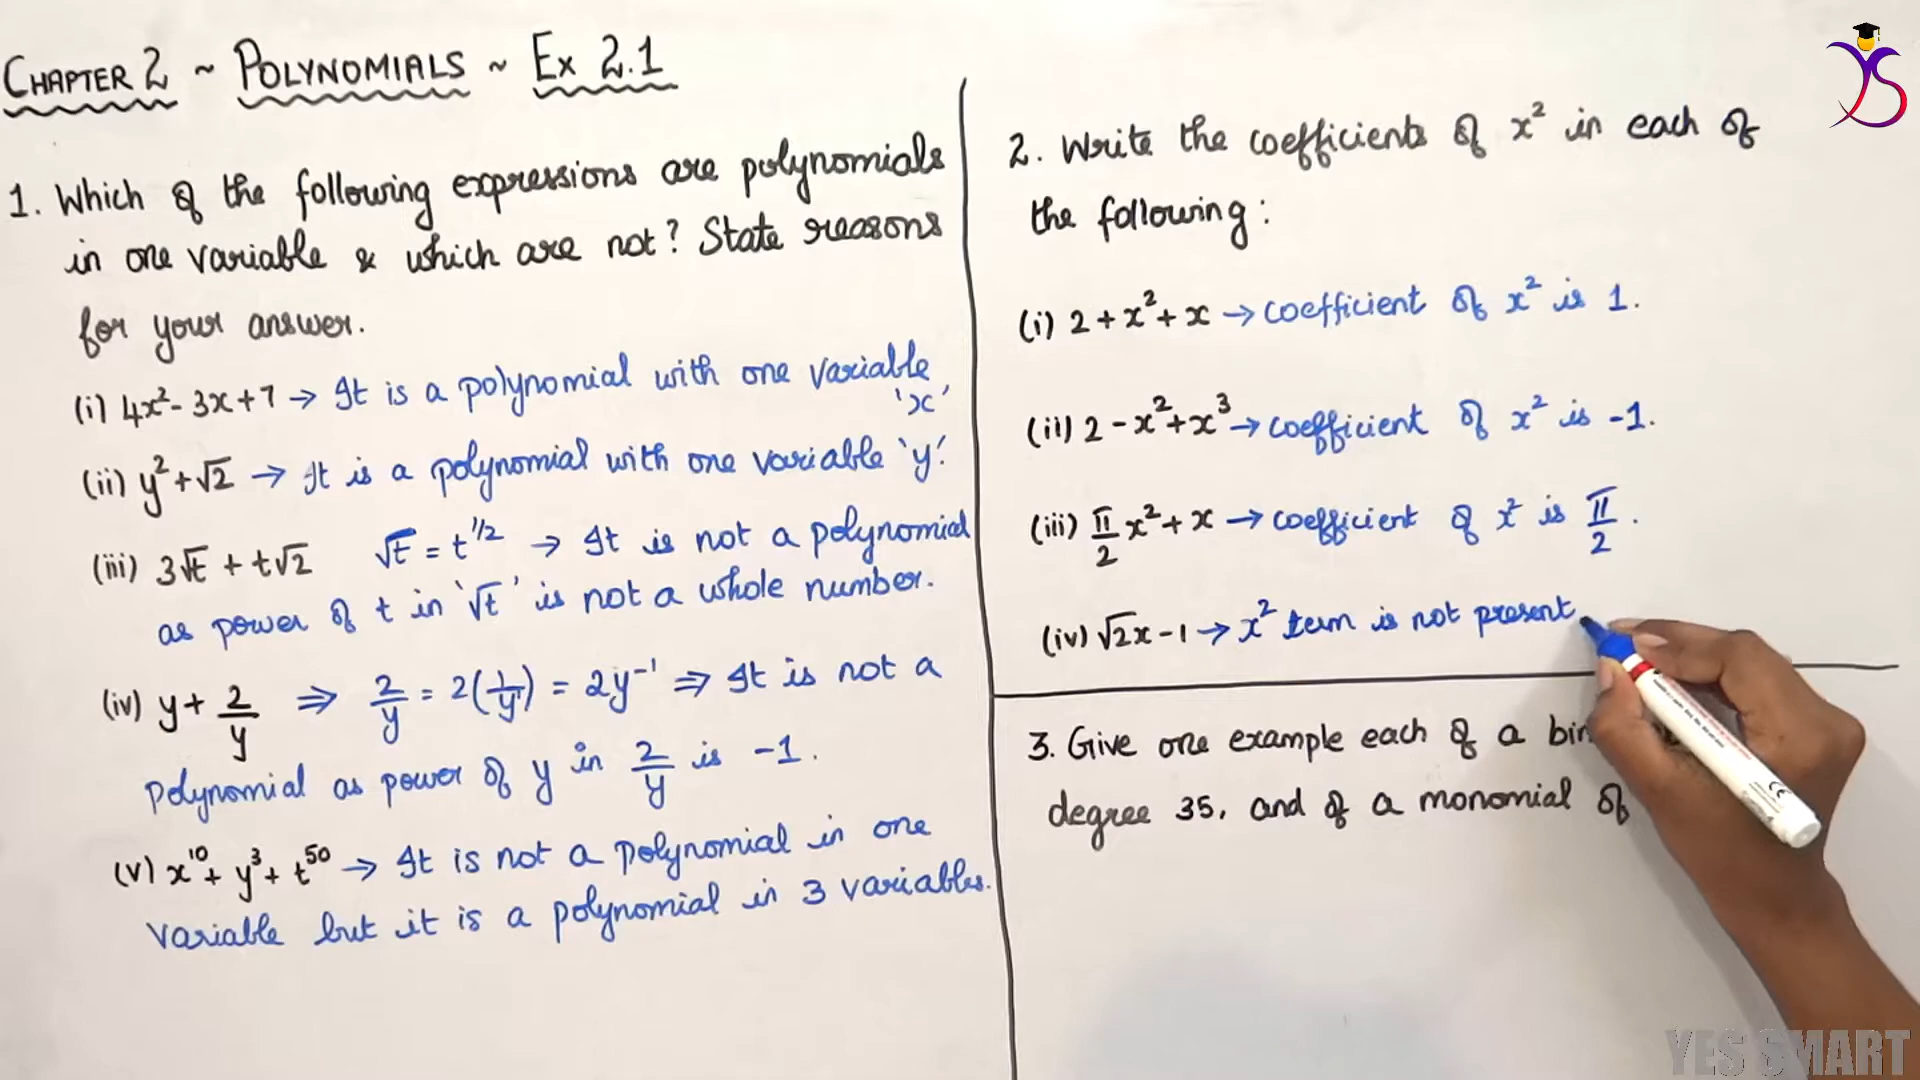 CHAPTER 2 ~ POLYNOMIALS ~ Ex 2.1
1. Which of the following expressions are polynomials
in one variable & which are not? State reasons
for your answer.
(i) 4x² - 3x + 7 → It is a polynomial with one variable
'x'
(ii) y² + √2 → It is a polynomial with one variable 'y'.
(iii) 3√t + t√2 √t = t^1/2 → It is not a polynomial
as power of t in '√t' is not a whole number.
(iv) y + 2/y ⇒ 2/y = 2(1/y) = 2y⁻¹ ⇒ It is not a
polynomial as power of y in 2/y is -1.
(v) x¹⁰ + y³ + t⁵⁰ → It is not a polynomial in one
variable but it is a polynomial in 3 variables.
2. Write the coefficients of x² in each of
the following:
(i) 2 + x² + x → coefficient of x² is 1.
(ii) 2 - x² + x³ → coefficient of x² is -1.
(iii) π/2 x² + x → coefficient of x² is π/2.
(iv) √2x - 1 → x² term is not present
3. Give one example each of a
degree 35, and of a monomial of
YS
YES SMART